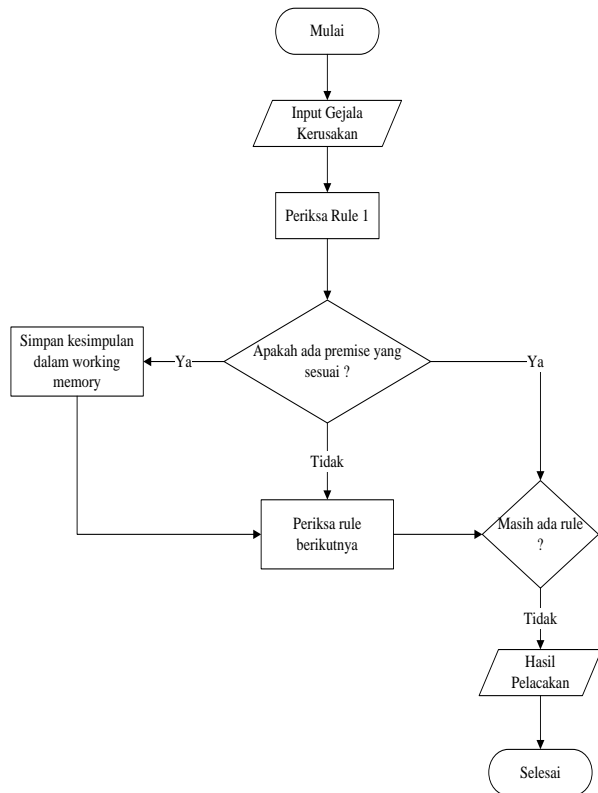 Mulai
Input Gejala
Kerusakan
Periksa Rule 1
Apakah ada premise yang
sesuai ?
Ya
Ya
Simpan kesimpulan
dalam working
memory
Tidak
Periksa rule
berikutnya
Masih ada rule
?
Tidak
Hasil
Pelacakan
Selesai